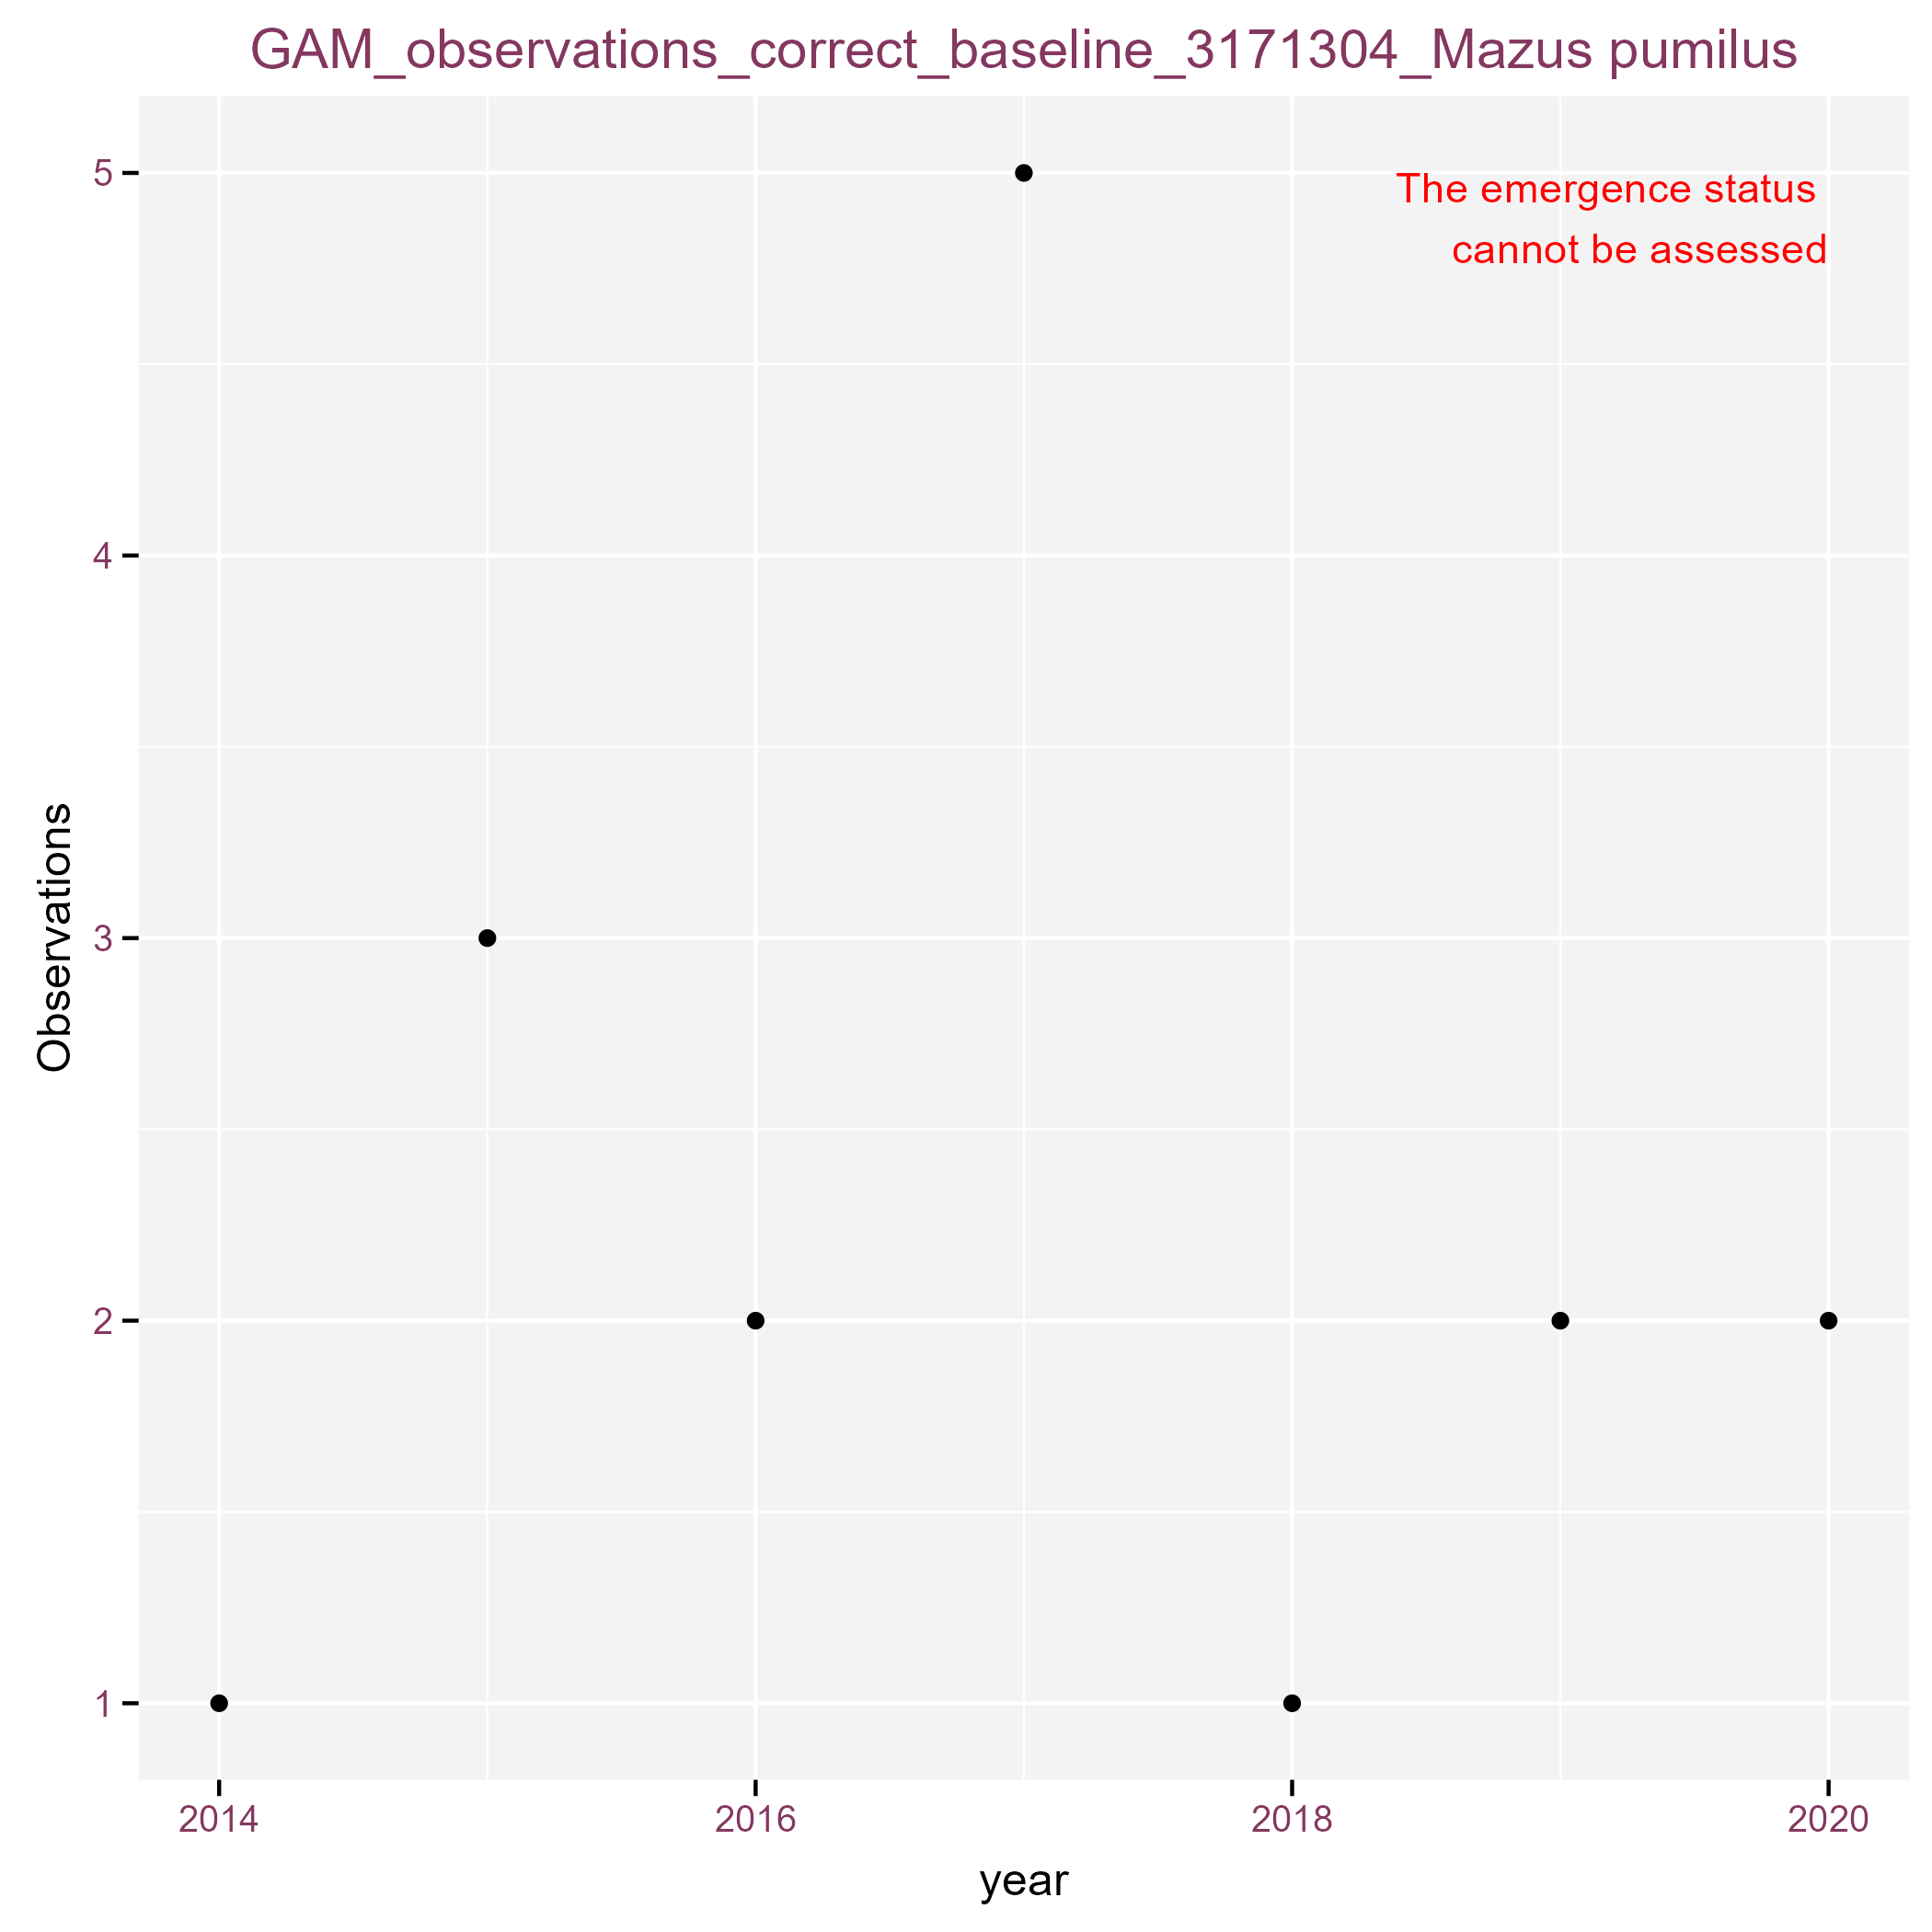 GAM_observations_correct_baseline_3171304_Mazus pumilus
The emergence status
cannot be assessed
Observations
5
4
3
2
1
2014
2016
2018
2020
year